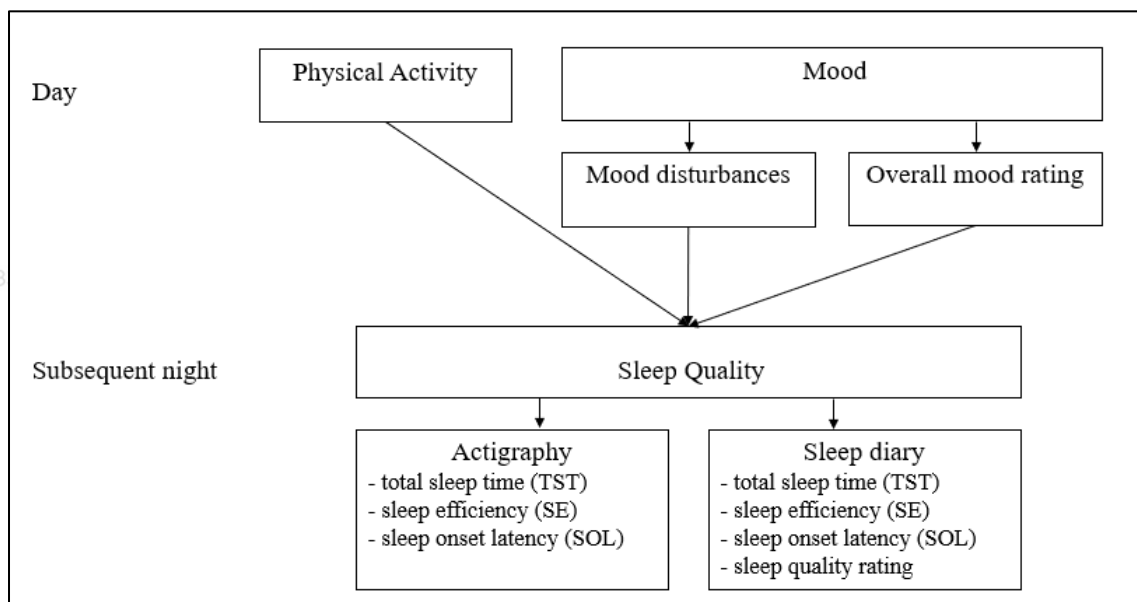 Day
Physical Activity
Mood
Mood disturbances
Overall mood rating
Subsequent night
Sleep Quality
Actigraphy
- total sleep time (TST)
- sleep efficiency (SE)
- sleep onset latency (SOL)
Sleep diary
- total sleep time (TST)
- sleep efficiency (SE)
- sleep onset latency (SOL)
- sleep quality rating